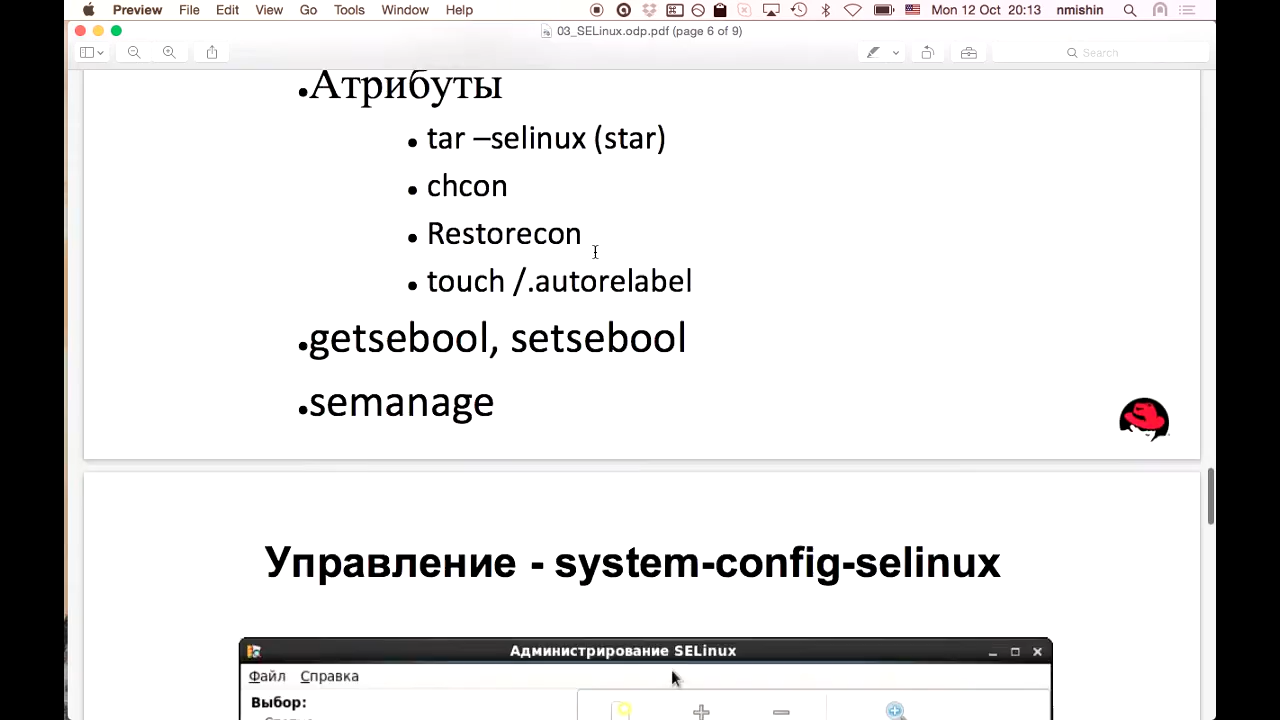 Preview File Edit View Go Tools Window Help Mon 12 Oct 20:13 nmishin
03_SELinux.odp.pdf (page 6 of 9)
Search
•Атрибуты
• tar –selinux (star)
• chcon
• Restorecon
• touch /.autorelabel
•getsebool, setsebool
•semanage
Управление - system-config-selinux
Администрирование SELinux
Файл Справка
Выбор: